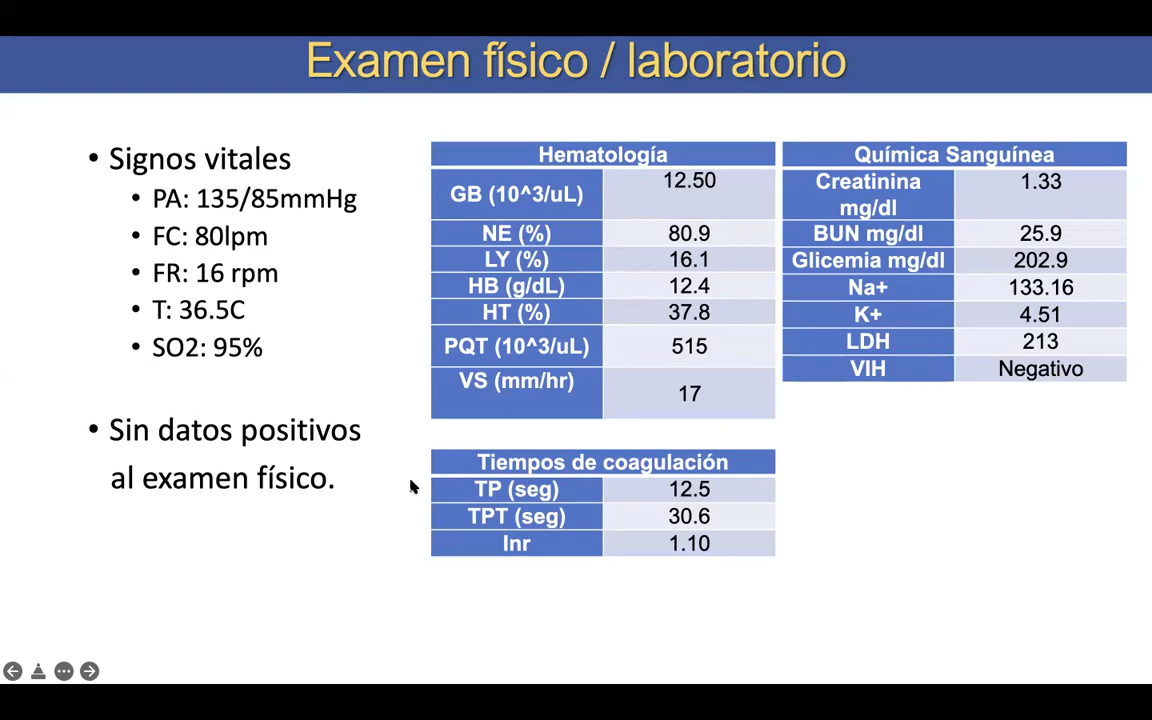 Examen físico / laboratorio
• Signos vitales
• PA: 135/85mmHg
• FC: 80lpm
• FR: 16 rpm
• T: 36.5C
• SO2: 95%
• Sin datos positivos
al examen físico.
Hematología
GB (10^3/uL) 12.50
NE (%) 80.9
LY (%) 16.1
HB (g/dL) 12.4
HT (%) 37.8
PQT (10^3/uL) 515
VS (mm/hr) 17
Tiempos de coagulación
TP (seg) 12.5
TPT (seg) 30.6
Inr 1.10
Química Sanguínea
Creatinina 1.33
mg/dl
BUN mg/dl 25.9
Glicemia mg/dl 202.9
Na+ 133.16
K+ 4.51
LDH 213
VIH Negativo